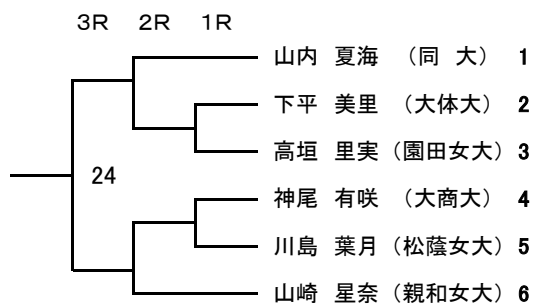 3R 2R 1R
山内 夏海 (同 大) 1
下平 美里 (大体大) 2
高垣 里実 (園田女大) 3
24
神尾 有咲 (大商大) 4
川島 葉月 (松蔭女大) 5
山崎 星奈 (親和女大) 6